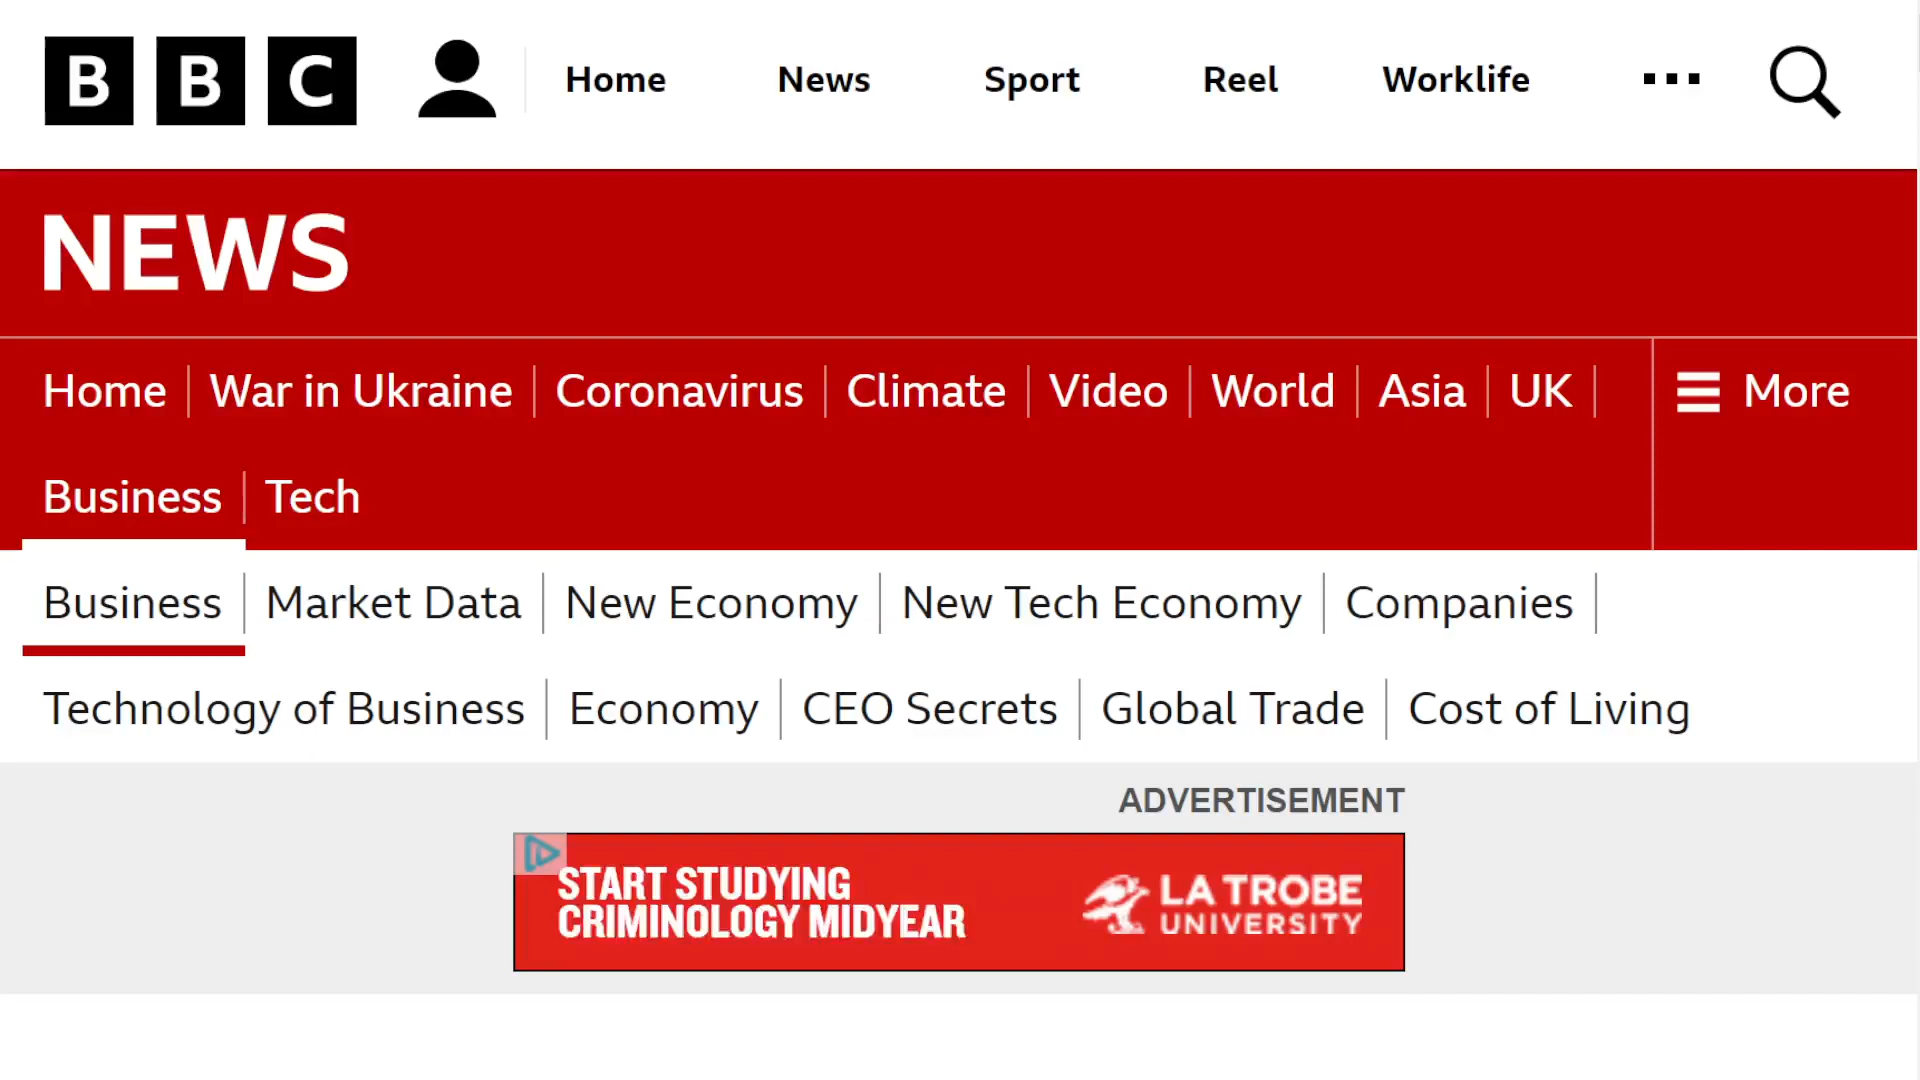 BBC Home News Sport Reel Worklife
NEWS
Home War in Ukraine Coronavirus Climate Video World Asia UK More
Business Tech
Business Market Data New Economy New Tech Economy Companies
Technology of Business Economy CEO Secrets Global Trade Cost of Living
ADVERTISEMENT
START STUDYING
CRIMINOLOGY MIDYEAR
LA TROBE
UNIVERSITY